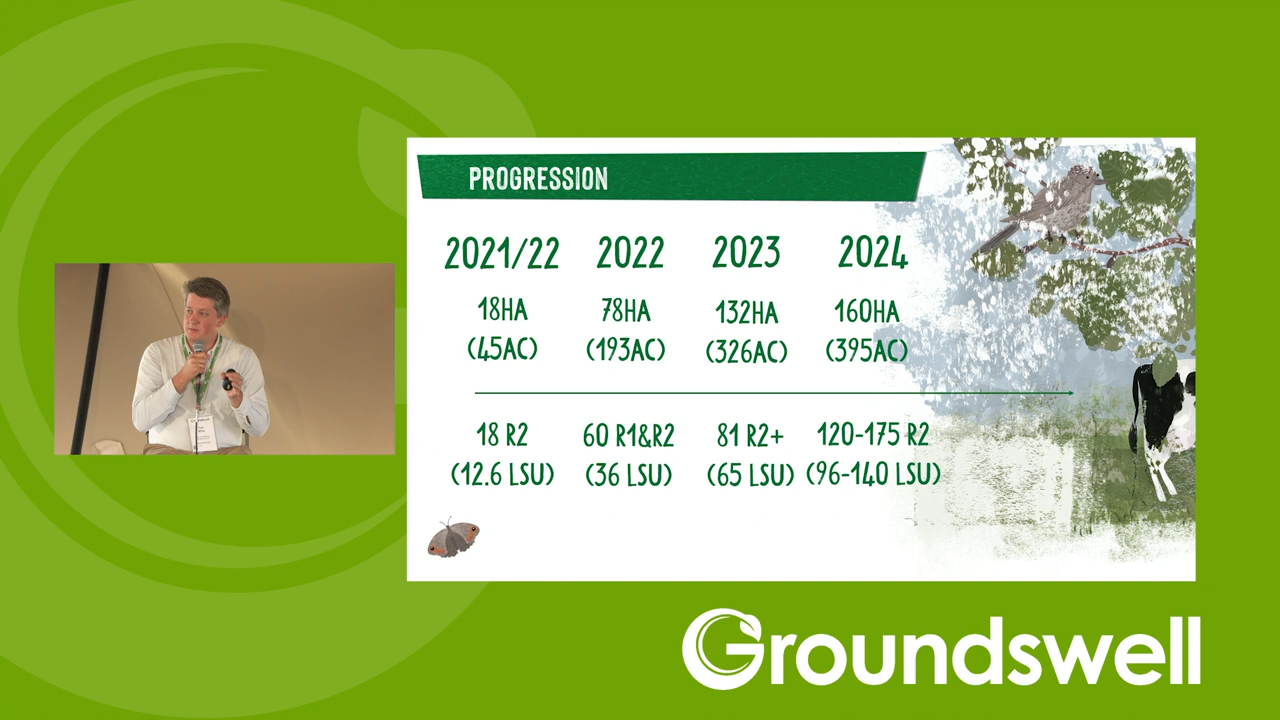 PROGRESSION
2021/22 2022 2023 2024
18HA 78HA 132HA 160HA
(45AC) (193AC) (326AC) (395AC)
18 R2 60 R1&R2 81 R2+ 120-175 R2
(12.6 LSU) (36 LSU) (65 LSU) (96-140 LSU)
Groundswell